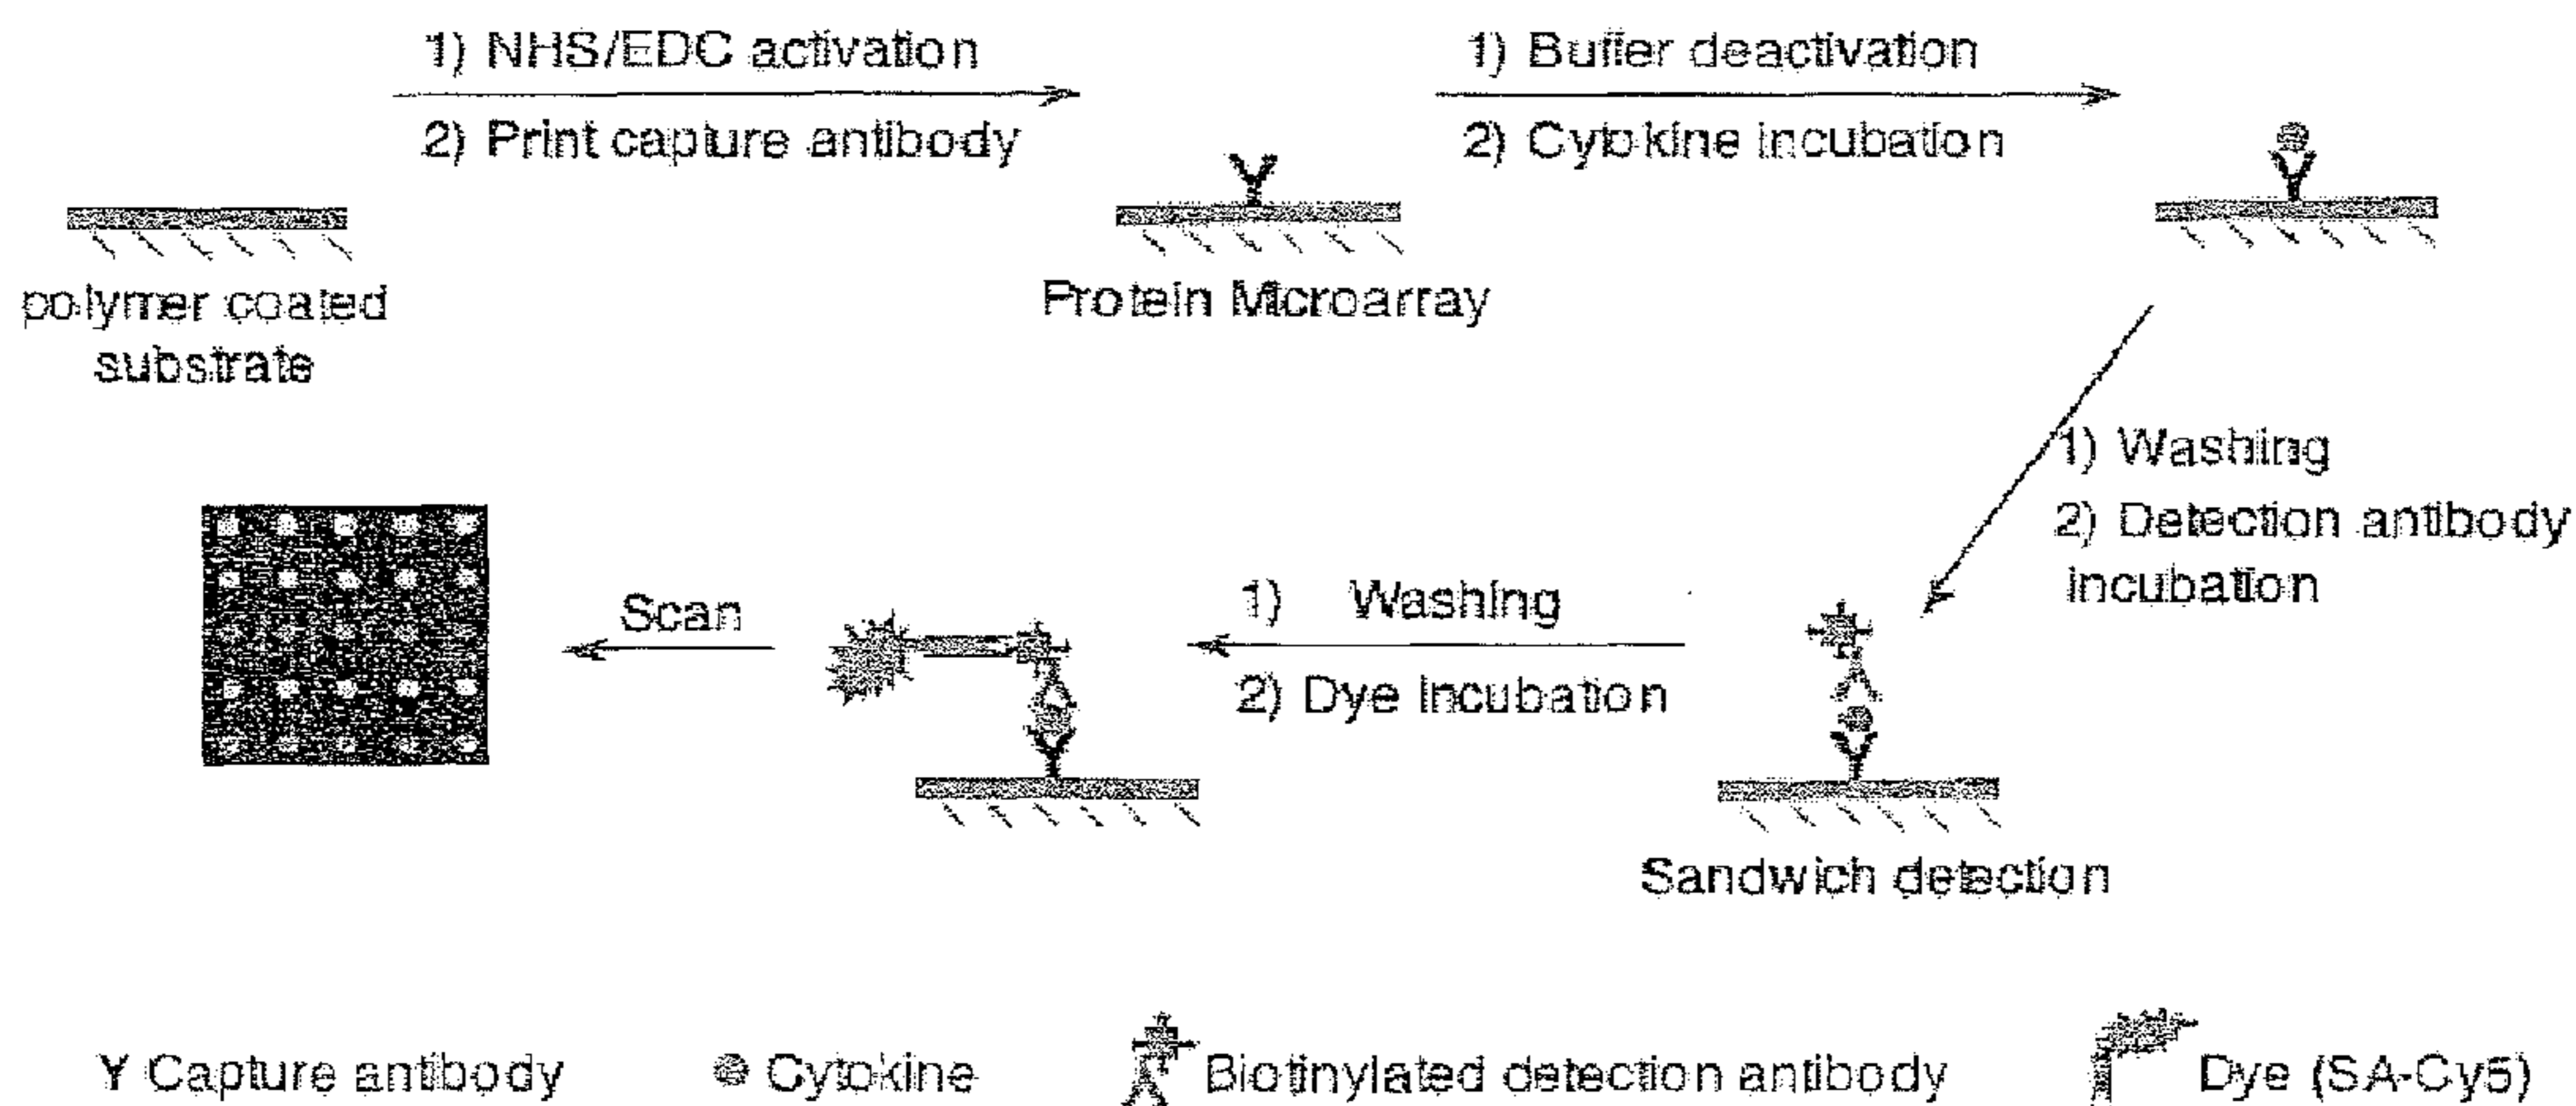 1) NHS/EDC activation
2) Print capture antibody
1) Buffer deactivation
2) Cytokine incubation
polymer coated
substrate
Protein Microarray
1) Washing
2) Detection antibody
incubation
1) Washing
2) Dye Incubation
Scan
Sandwich detection
Y Capture antibody
Cytokine
Biotinylated detection antibody
Dye (SA-Cy5)